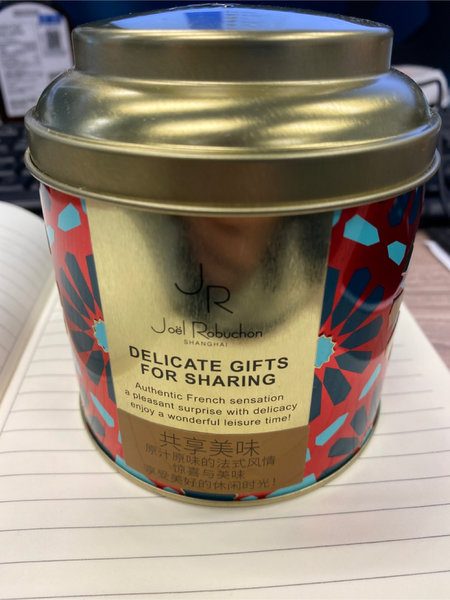 JR
Joël Robuchon
SHANGHAI
DELICATE GIFTS
FOR SHARING
Authentic French sensation
a pleasant surprise with delicacy
enjoy a wonderful leisure time!
共享美味
原汁原味的法式风情
惊喜与美味
享受美好的休闲时光!